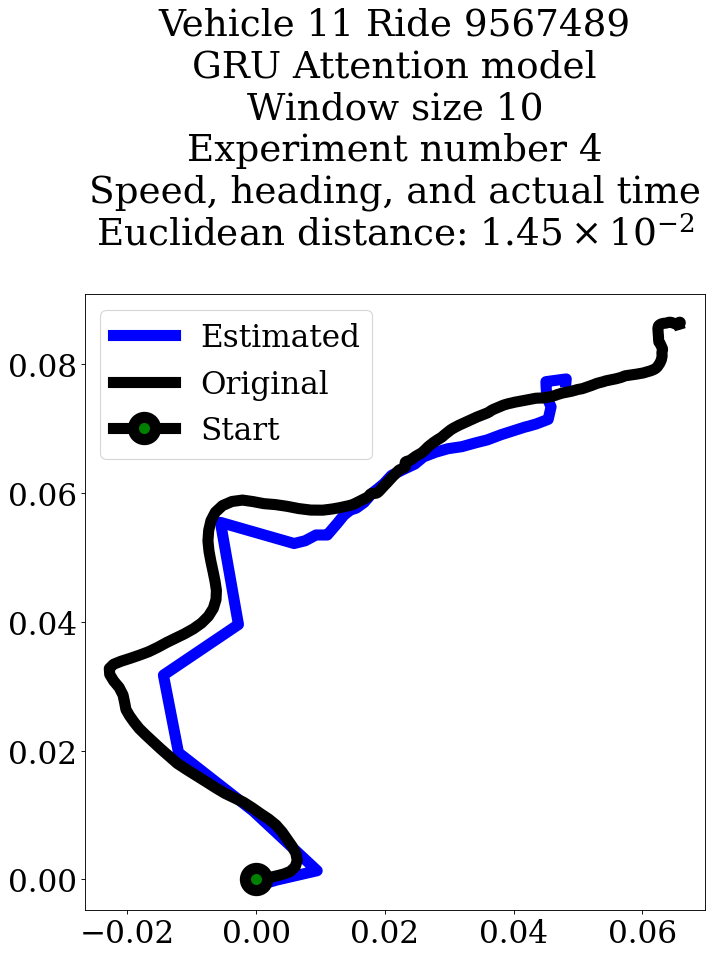 Vehicle 11 Ride 9567489
GRU Attention model
Window size 10
Experiment number 4
Speed, heading, and actual time
Euclidean distance: 1.45 × 10⁻²
Estimated
Original
Start
0.08
0.06
0.04
0.02
0.00
−0.02 0.00 0.02 0.04 0.06